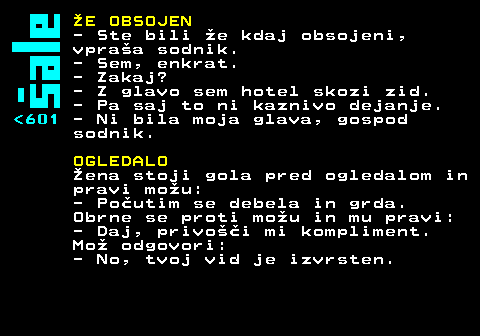 Šale
<601
ŽE OBSOJEN
- Ste bili že kdaj obsojeni,
vpraša sodnik.
- Sem, enkrat.
- Zakaj?
- Z glavo sem hotel skozi zid.
- Pa saj to ni kaznivo dejanje.
- Ni bila moja glava, gospod
sodnik.
OGLEDALO
Žena stoji gola pred ogledalom in
pravi možu:
- Počutim se debela in grda.
Obrne se proti možu in mu pravi:
- Daj, privošči mi kompliment.
Mož odgovori:
- No, tvoj vid je izvrsten.